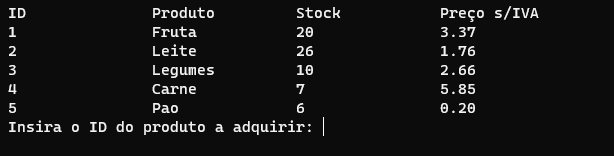 ID Produto Stock Preço s/IVA
1 Fruta 20 3.37
2 Leite 26 1.76
3 Legumes 10 2.66
4 Carne 7 5.85
5 Pao 6 0.20
Insira o ID do produto a adquirir: